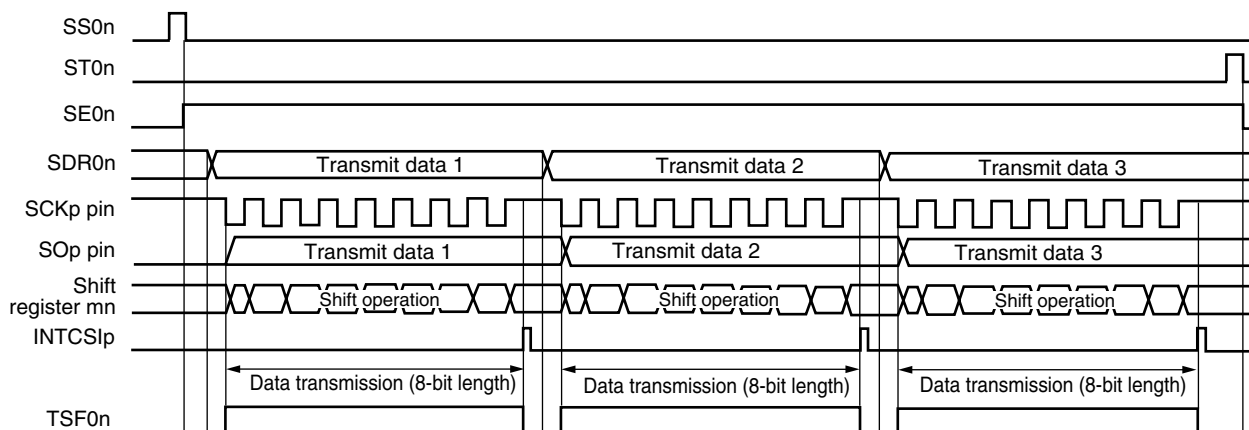 SS0n
ST0n
SE0n
SDR0n Transmit data 1 Transmit data 2 Transmit data 3
SCKp pin
SOp pin Transmit data 1 Transmit data 2 Transmit data 3
Shift
register mn Shift operation Shift operation Shift operation
INTCSIp
Data transmission (8-bit length) Data transmission (8-bit length) Data transmission (8-bit length)
TSF0n